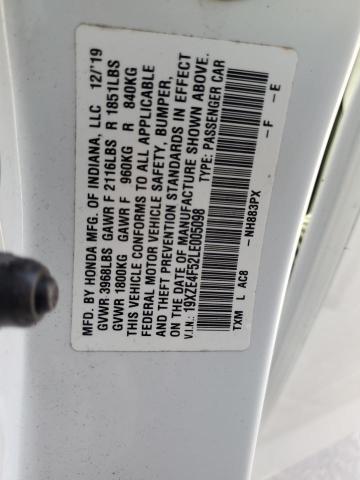 MFD. BY HONDA MFG. OF INDIANA, LLC 12/'19
GVWR 3968LBS GAWR F 2116LBS R 1851LBS
GVWR 1800KG GAWR F 960KG R 840KG
THIS VEHICLE CONFORMS TO ALL APPLICABLE
FEDERAL MOTOR VEHICLE SAFETY, BUMPER,
AND THEFT PREVENTION STANDARDS IN EFFECT
ON THE DATE OF MANUFACTURE SHOWN ABOVE.
V.I.N.: 19XZE4F52LE005098 TYPE: PASSENGER CAR
TXM L AC8 -NH883PX -F -E